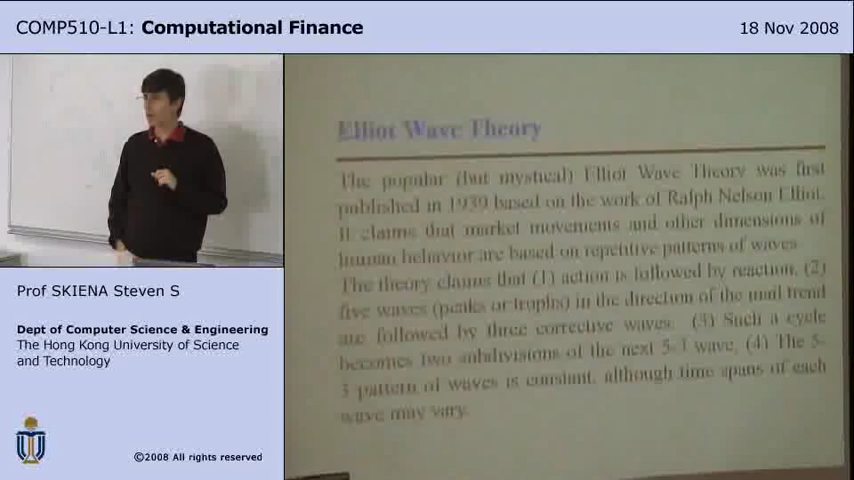 COMP510-L1: Computational Finance
18 Nov 2008
Elliot Wave Theory
The popular (but mystical) Elliot Wave Theory was first
published in 1939 based on the work of Ralph Nelson Elliot.
It claims that market movements and other dimensions of
human behavior are based on repetitive patterns of waves.
The theory claims that (1) action is followed by reaction, (2)
five waves (peaks or trophs) in the direction of the main trend
are followed by three corrective waves. (3) Such a cycle
becomes two subdivisions of the next 5-3 wave, (4) The 5-
3 pattern of waves is constant, although time spans of each
wave may vary.
Prof SKIENA Steven S
Dept of Computer Science & Engineering
The Hong Kong University of Science
and Technology
©2008 All rights reserved